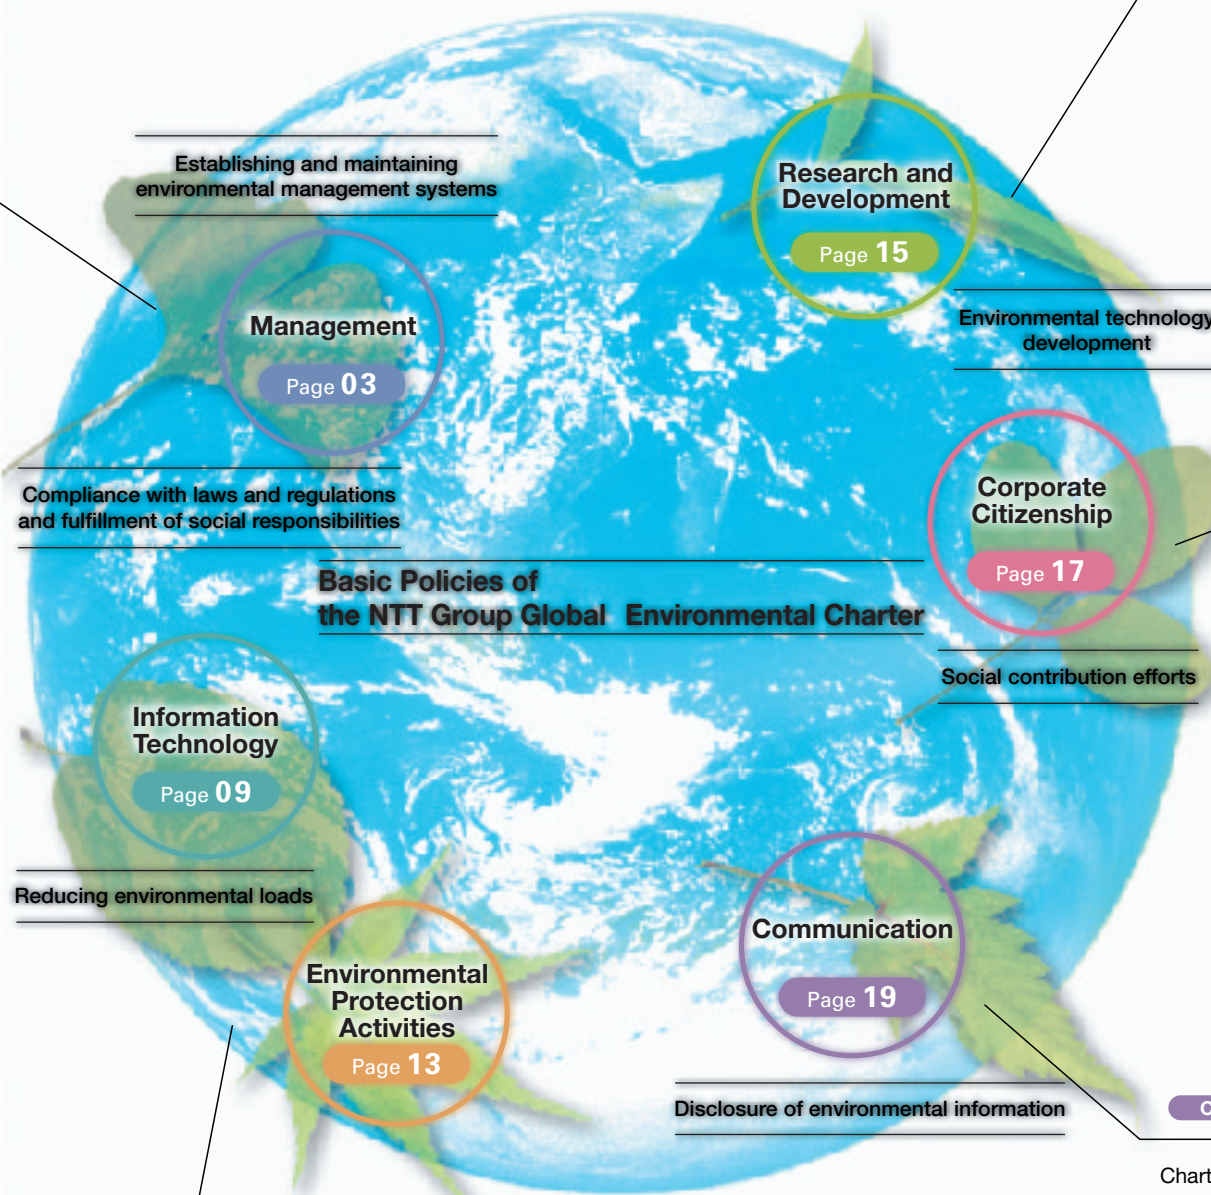 Establishing and maintaining
environmental management systems
Research and
Development
Page 15
Management
Page 03
Environmental technology
development
Compliance with laws and regulations
and fulfillment of social responsibilities
Corporate
Citizenship
Page 17
Basic Policies of
the NTT Group Global Environmental Charter
Social contribution efforts
Information
Technology
Page 09
Reducing environmental loads
Communication
Page 19
Environmental
Protection
Activities
Page 13
Disclosure of environmental information
C
Chart